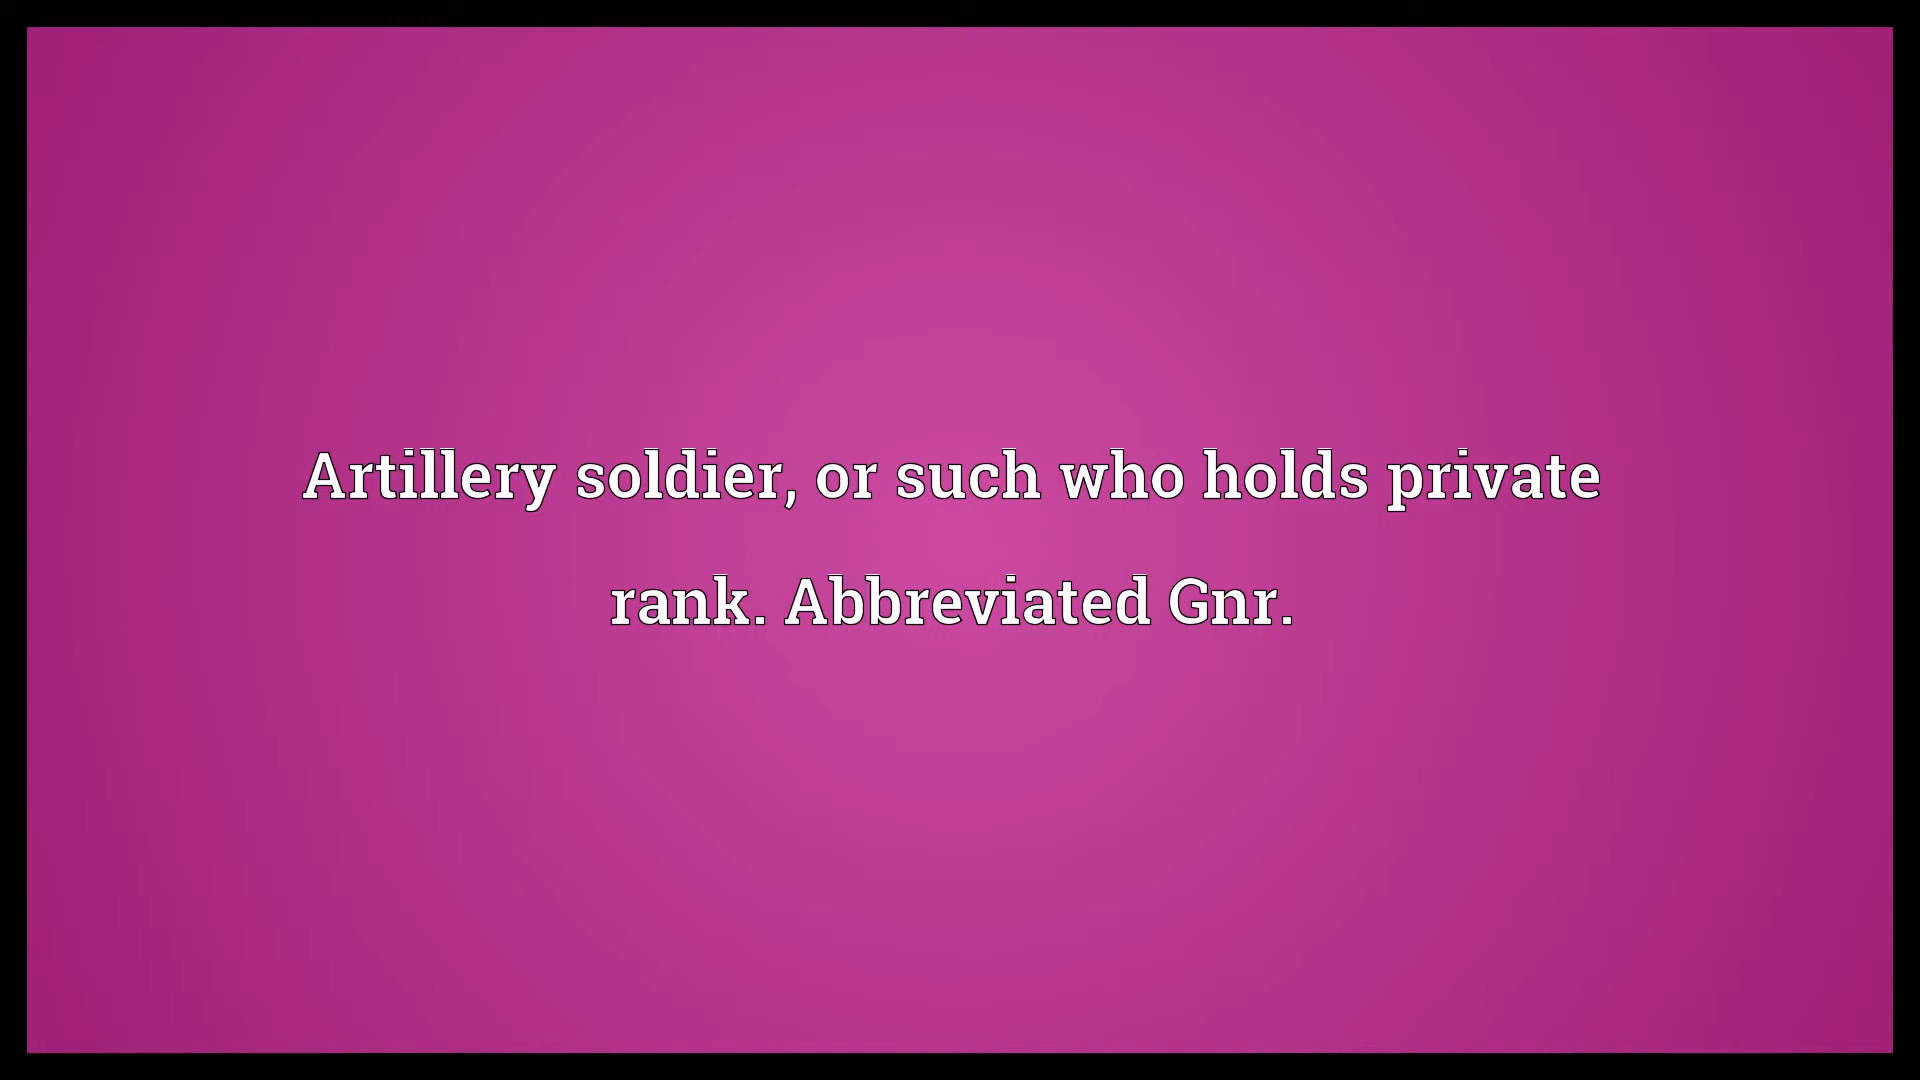 Artillery soldier, or such who holds private
rank. Abbreviated Gnr.